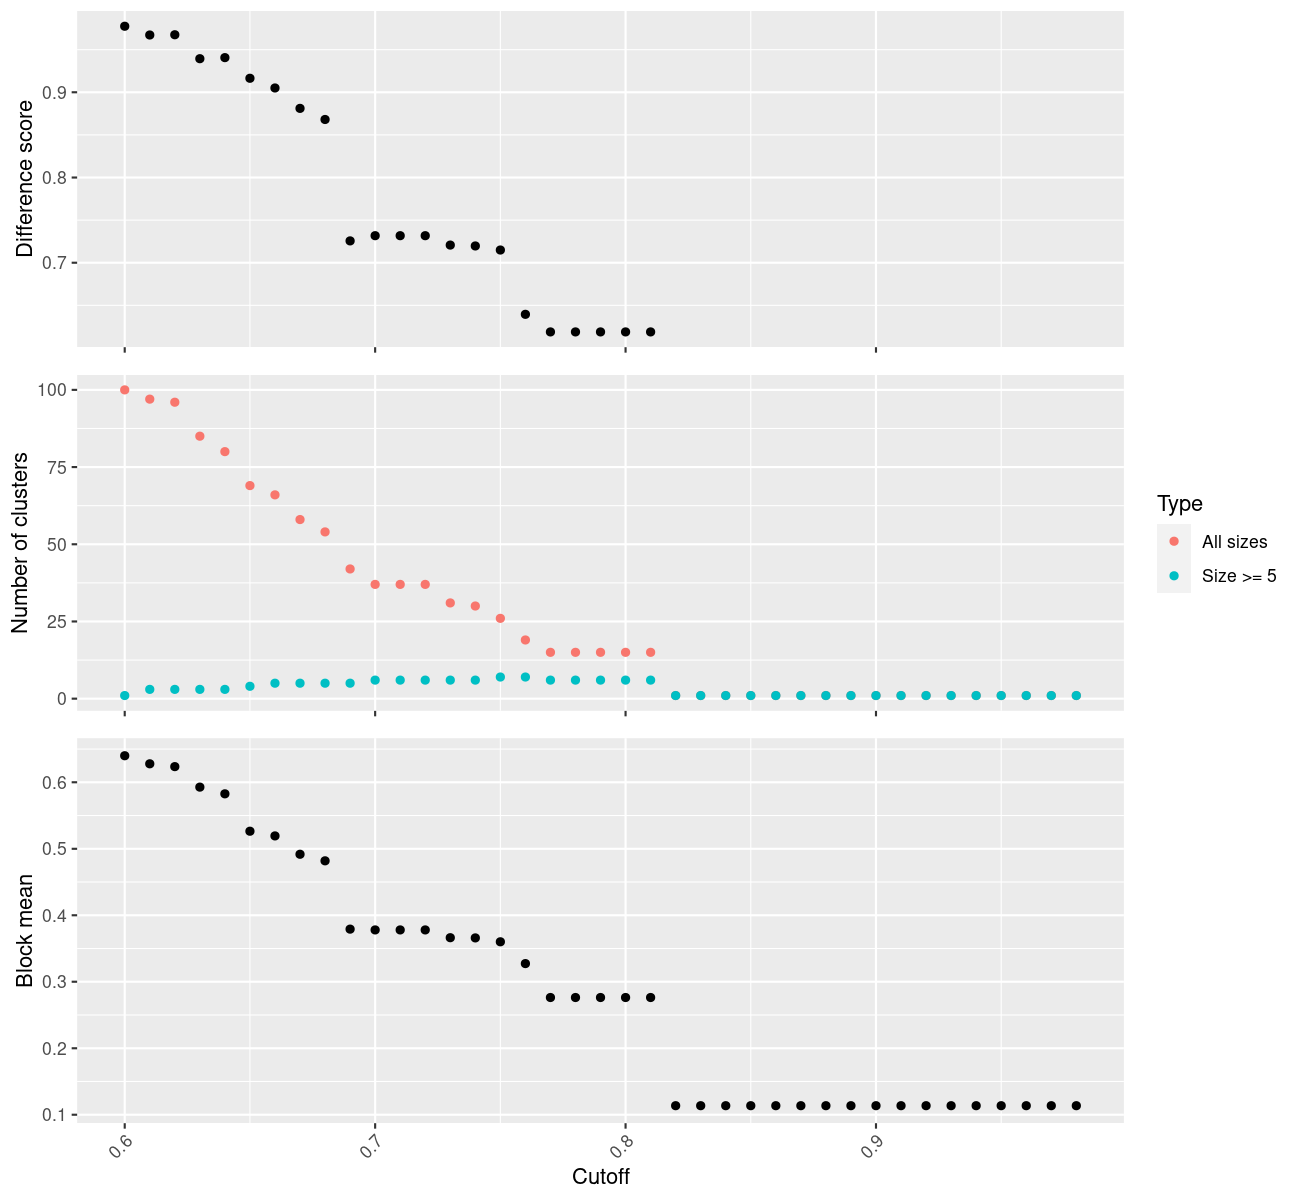 Difference score
0.9
0.8
0.7
Number of clusters
100
75
50
25
0
Type
All sizes
Size >= 5
Block mean
0.6
0.5
0.4
0.3
0.2
0.1
0.6 0.7 0.8 0.9
Cutoff